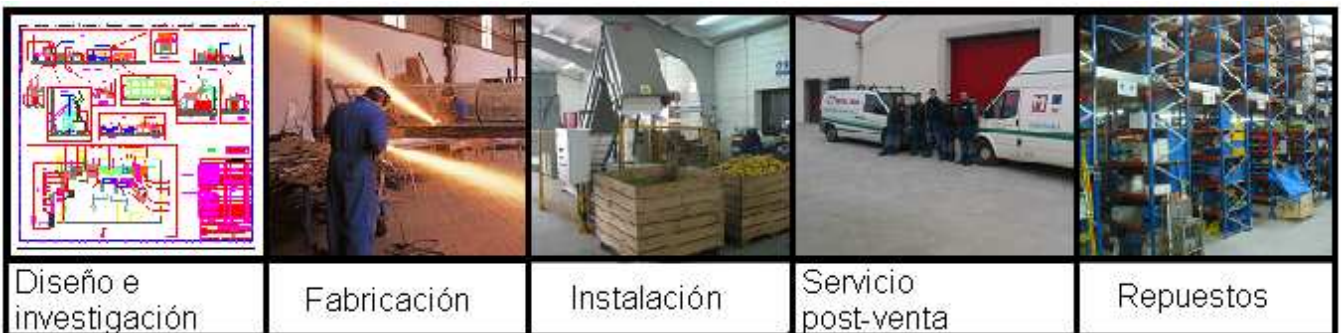 Diseño e
investigación
Fabricación
Instalación
Servicio
post-venta
Repuestos